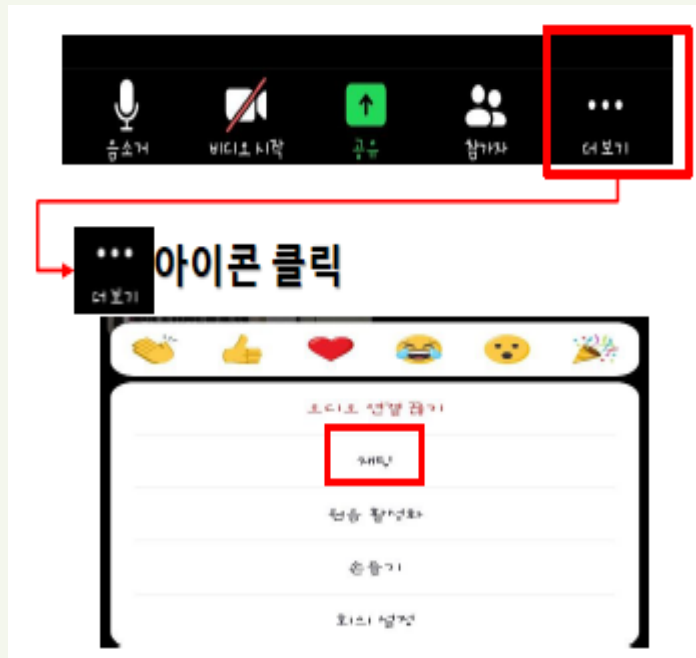 음소거
비디오 시작
공유
참가자
더 보기
더 보기
아이콘 클릭
오디오 연결 끊기
채팅
원음 활성화
손들기
회의 설정